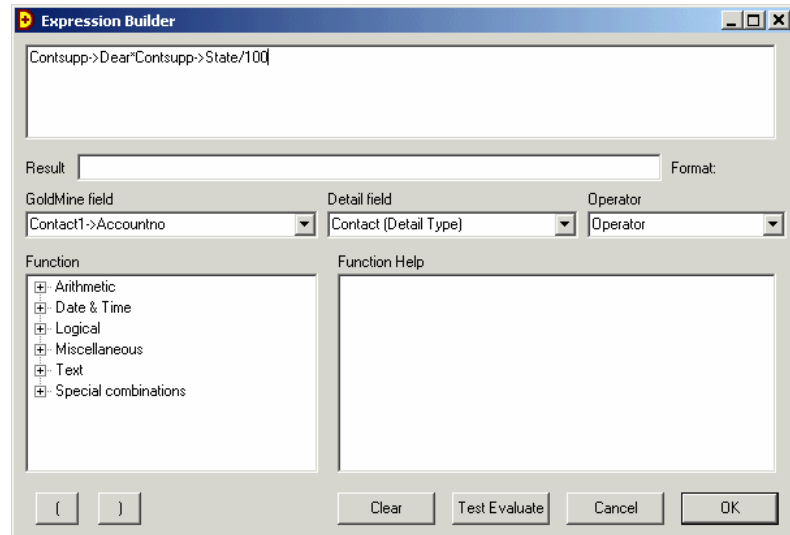 Expression Builder
Contsupp->Dear*Contsupp->State/100
Result Format:
GoldMine field Detail field Operator
Contact1->Accountno Contact (Detail Type) Operator
Function Function Help
Arithmetic
Date & Time
Logical
Miscellaneous
Text
Special combinations
( ) Clear Test Evaluate Cancel OK